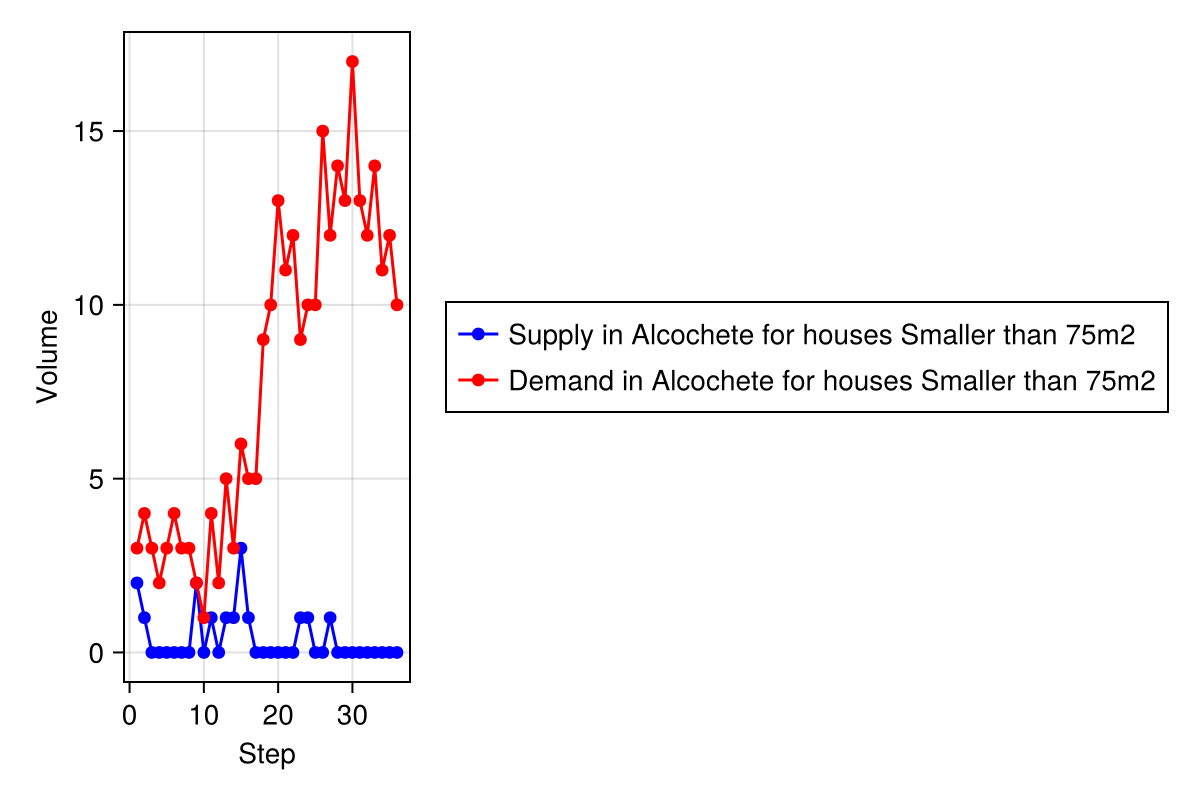 15
10
5
0
Volume
0 10 20 30
Step
Supply in Alcochete for houses Smaller than 75m2
Demand in Alcochete for houses Smaller than 75m2